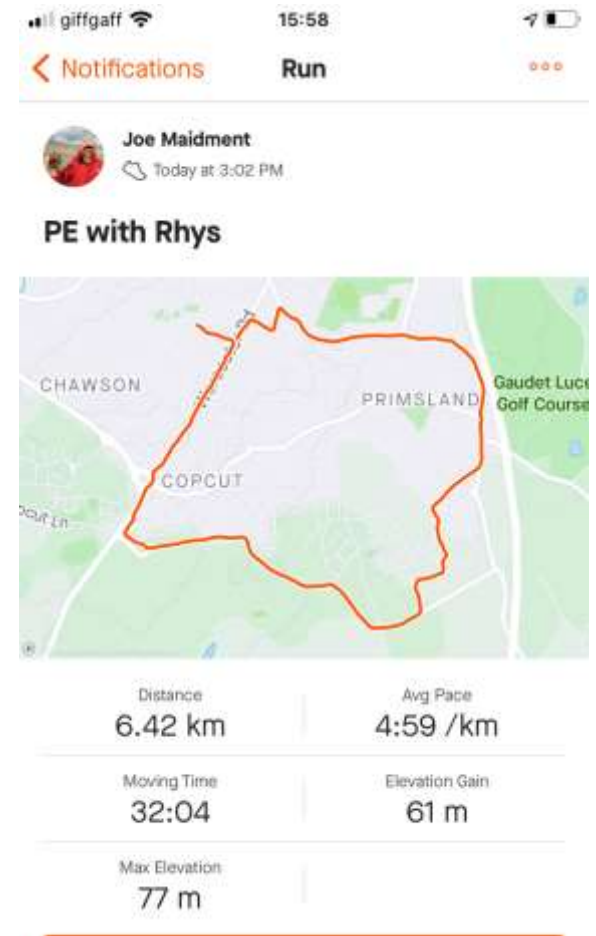 giffgaff 15:58
Notifications Run
Joe Maidment
Today at 3:02 PM
PE with Rhys
CHAWSON
PRIMSLAND
Gaudet Luce
Golf Course
COPCUT
Distance Avg Pace
6.42 km 4:59 /km
Moving Time Elevation Gain
32:04 61 m
Max Elevation
77 m